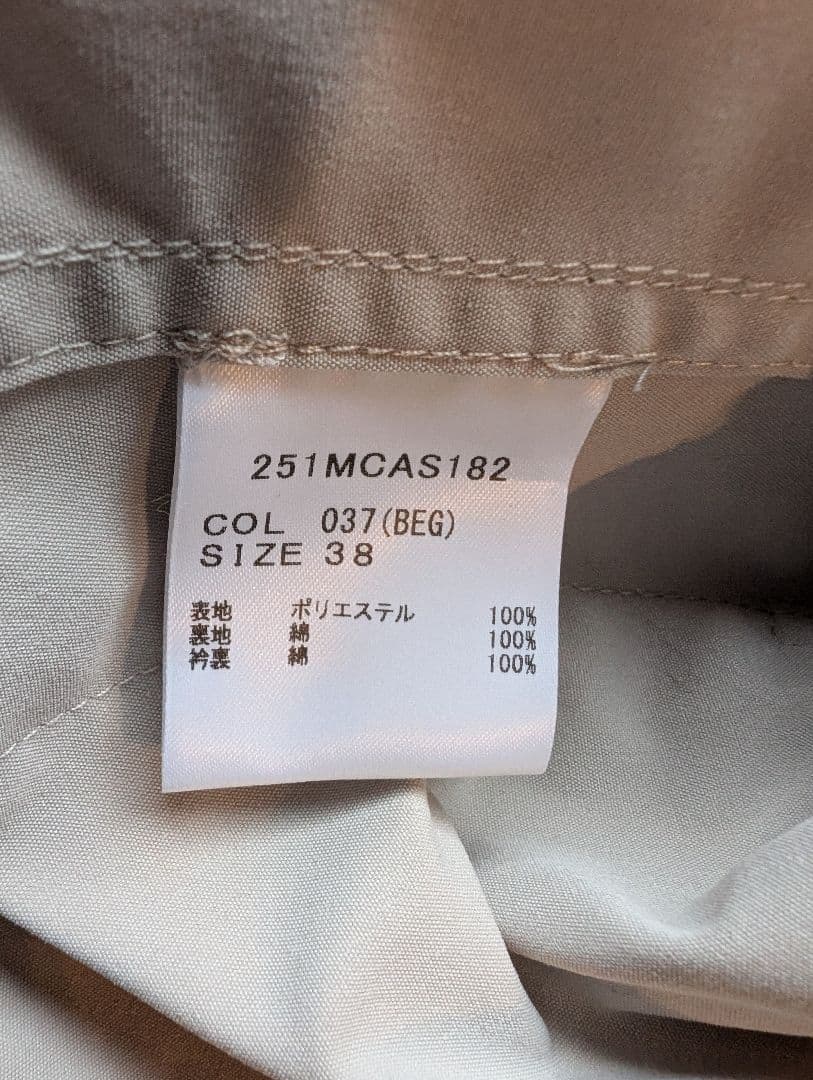 251MCAS182
COL 037(BEG)
SIZE 38
表地 ポリエステル 100%
裏地 綿 100%
衿裏 綿 100%